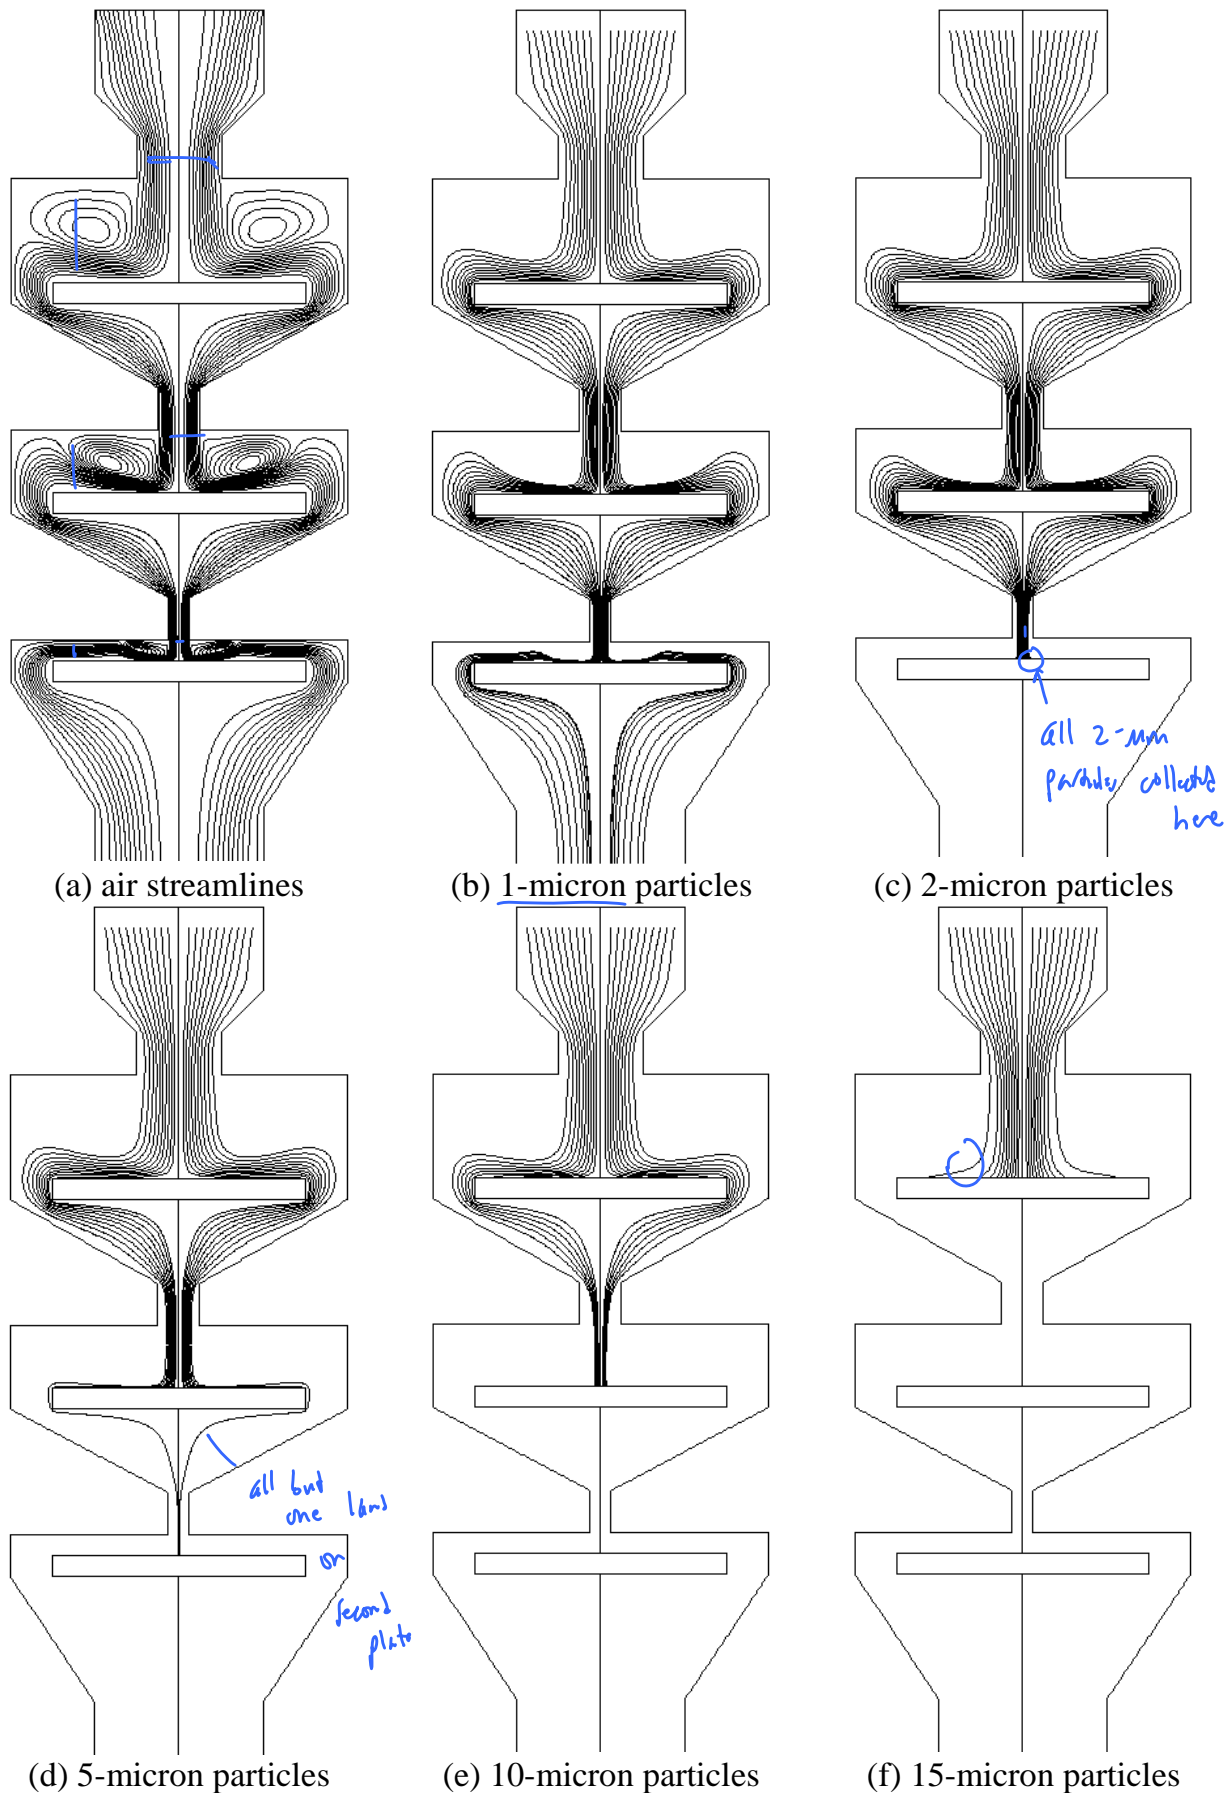 all 2-μm
particles collected
here
(a) air streamlines
(b) 1-micron particles
(c) 2-micron particles
all but
one land
on
second
plate
(d) 5-micron particles
(e) 10-micron particles
(f) 15-micron particles